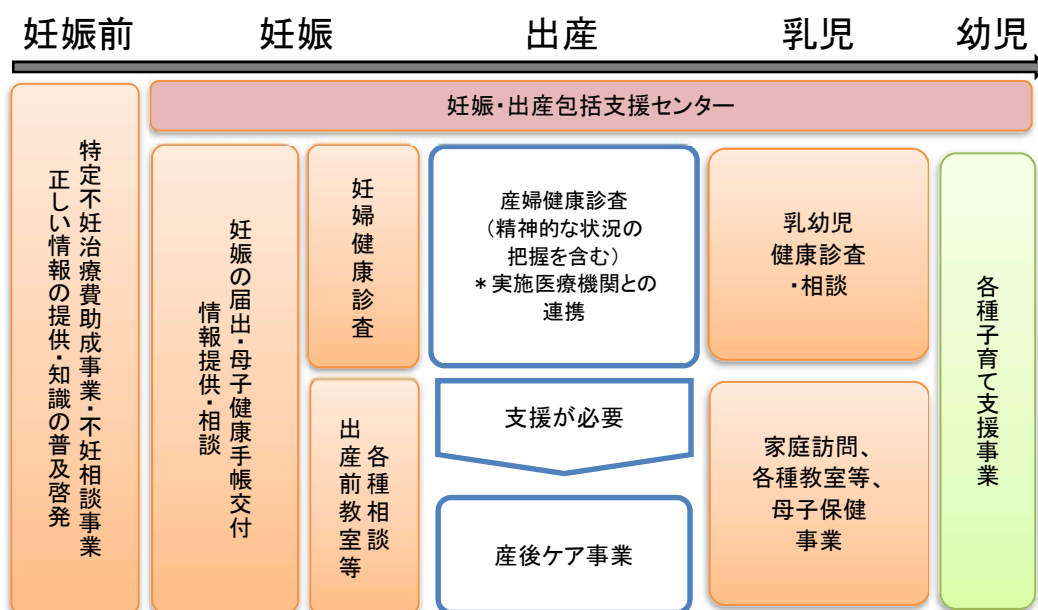 妊娠前
妊娠
出産
乳児
幼児
妊娠・出産包括支援センター
特定不妊治療費助成事業・不妊相談事業
正しい情報の提供・知識の普及啓発
妊娠の届出・母子健康手帳交付
情報提供・相談
妊婦健康診査
各種相談
出産前教室等
産婦健康診査
（精神的な状況の
把握を含む）
＊実施医療機関との
連携
支援が必要
産後ケア事業
乳幼児
健康診査
・相談
家庭訪問、
各種教室等、
母子保健
事業
各種子育て支援事業